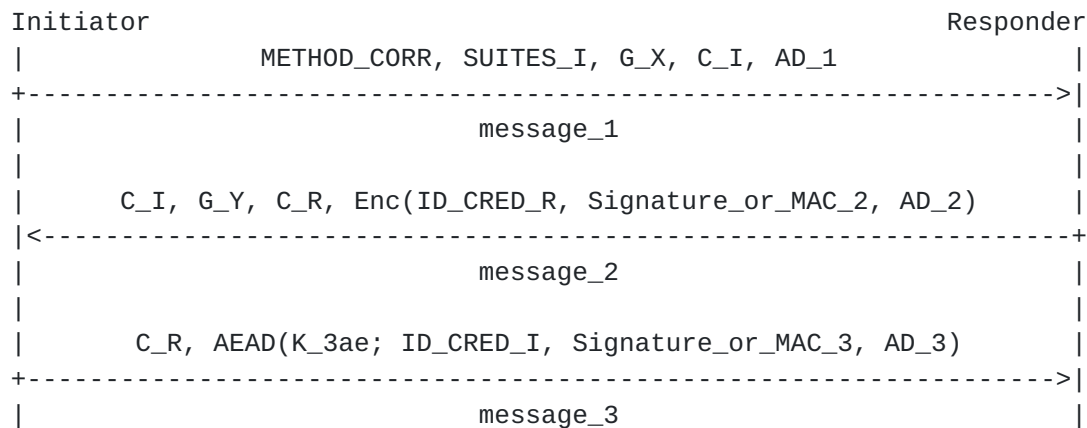 Initiator                                                   Responder
|             METHOD_CORR, SUITES_I, G_X, C_I, AD_1                 |
+------------------------------------------------------------------>|
|                             message_1                             |
|                                                                   |
|      C_I, G_Y, C_R, Enc(ID_CRED_R, Signature_or_MAC_2, AD_2)      |
|<------------------------------------------------------------------+
|                             message_2                             |
|                                                                   |
|       C_R, AEAD(K_3ae; ID_CRED_I, Signature_or_MAC_3, AD_3)       |
+------------------------------------------------------------------>|
|                             message_3                             |